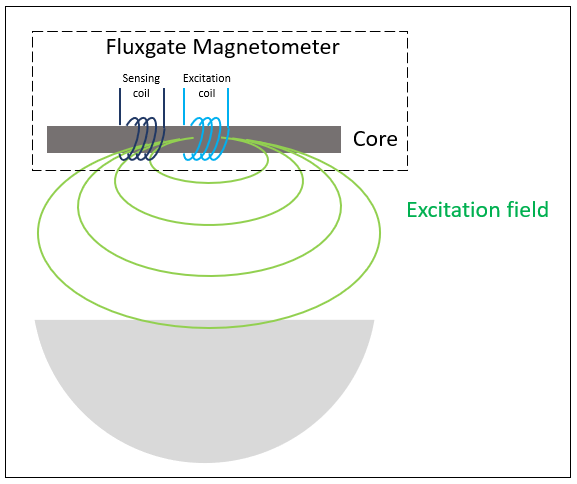 Fluxgate Magnetometer
Sensing
coil
Excitation
coil
Core
Excitation field